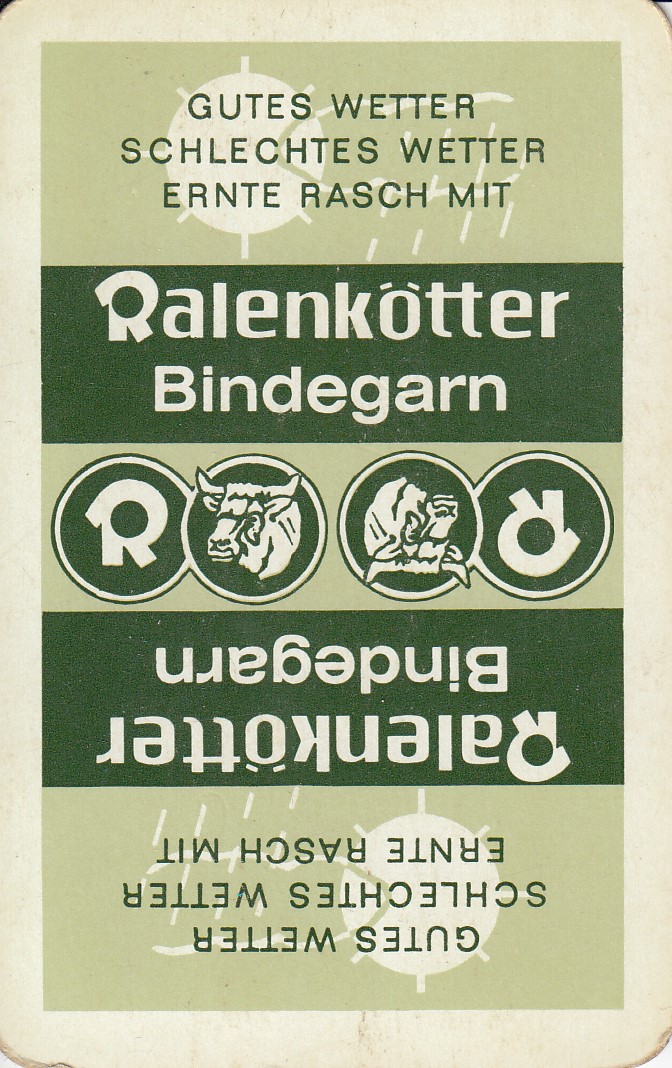 GUTES WETTER
SCHLECHTES WETTER
ERNTE RASCH MIT
Ralenkötter
Bindegarn
R
R
Bindegarn
Ralenkötter
ERNTE RASCH MIT
SCHLECHTES WETTER
GUTES WETTER